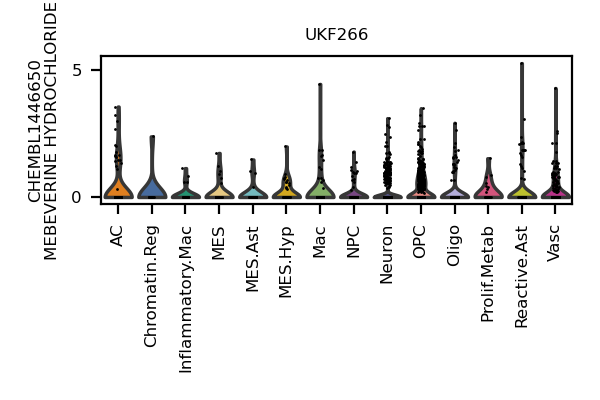 UKF266
CHEMBL1446650
MEBEVERINE HYDROCHLORIDE
5
0
AC
Chromatin.Reg
Inflammatory.Mac
MES
MES.Ast
MES.Hyp
Mac
NPC
Neuron
OPC
Oligo
Prolif.Metab
Reactive.Ast
Vasc